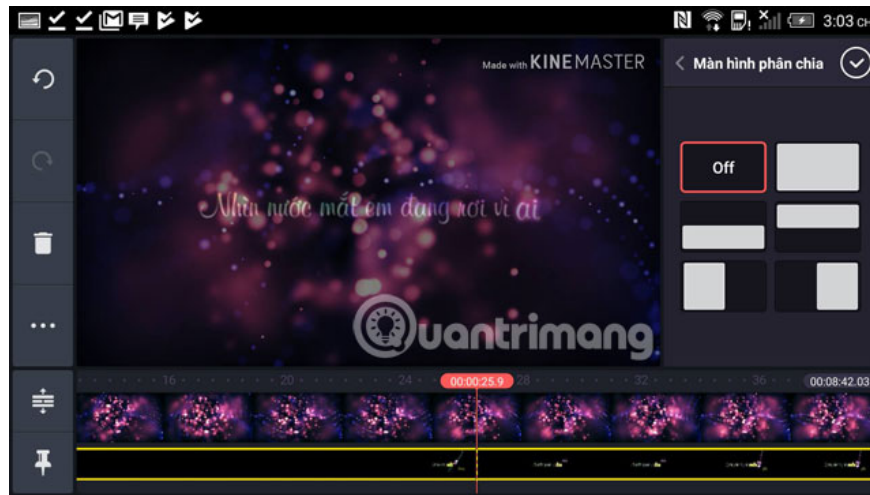 3:03 CH
Made with KINEMASTER
Màn hình phân chia
Off
Nhìn nước mắt em đang rơi vì ai
Quantrimang
16
20
24
00:00:25.9
28
32
36
00:08:42.03